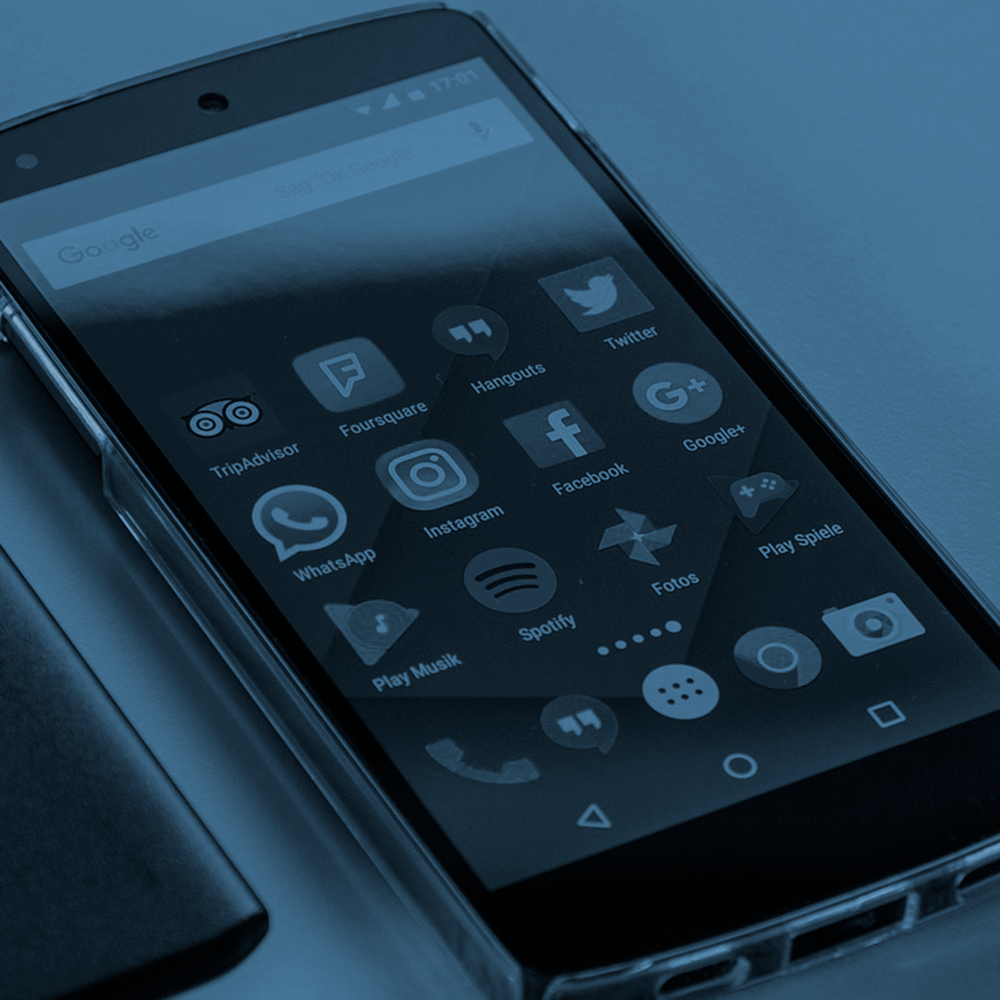 17:01
Google Say "Ok Google"
TripAdvisor Foursquare Hangouts Twitter
WhatsApp Instagram Facebook Google+
Play Musik Spotify Fotos Play Spiele